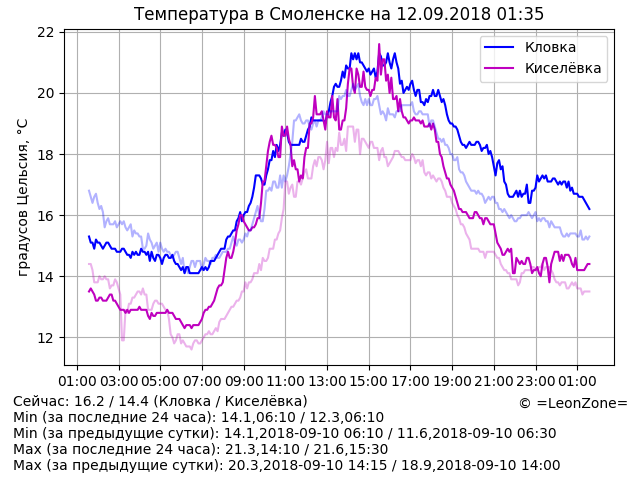 Температура в Смоленске на 12.09.2018 01:35
градусов Цельсия, °C
22
20
18
16
14
12
Кловка
Киселёвка
01:00 03:00 05:00 07:00 09:00 11:00 13:00 15:00 17:00 19:00 21:00 23:00 01:00
Сейчас: 16.2 / 14.4 (Кловка / Киселёвка)
© =LeonZone=
Min (за последние 24 часа): 14.1,06:10 / 12.3,06:10
Min (за предыдущие сутки): 14.1,2018-09-10 06:10 / 11.6,2018-09-10 06:30
Max (за последние 24 часа): 21.3,14:10 / 21.6,15:30
Max (за предыдущие сутки): 20.3,2018-09-10 14:15 / 18.9,2018-09-10 14:00